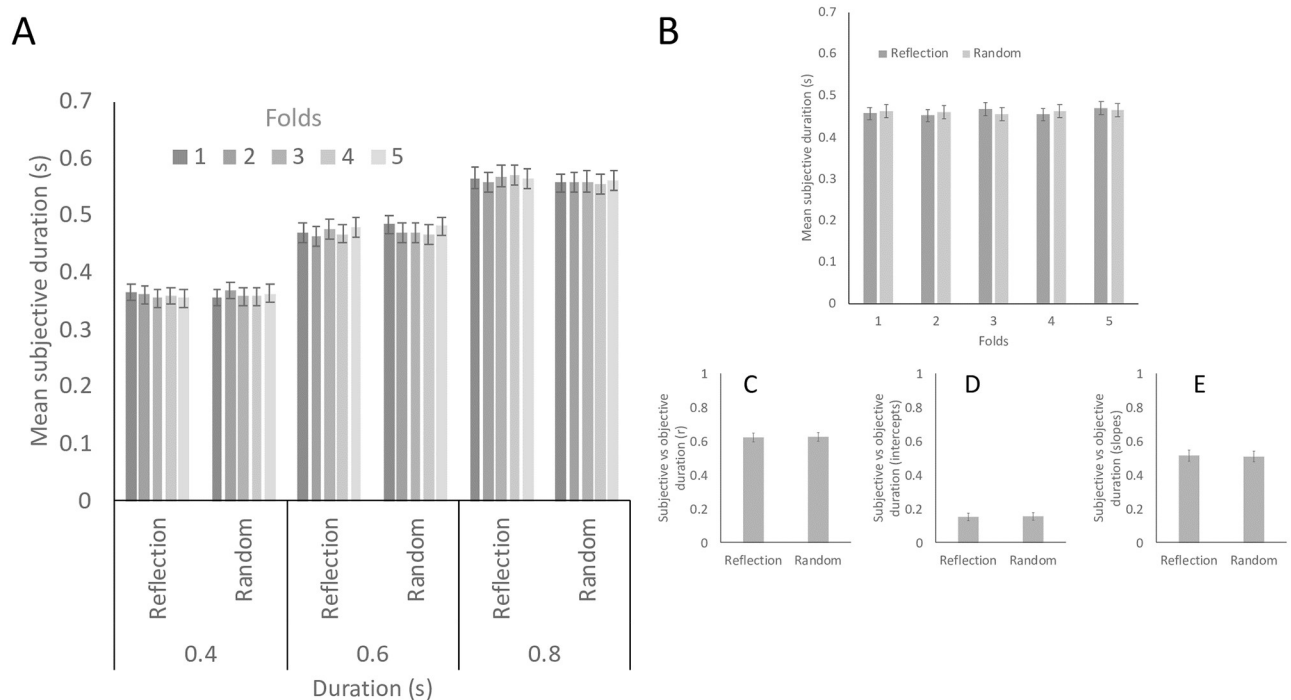 A
Mean subjective duration (s)
0.7
0.6
0.5
0.4
0.3
0.2
0.1
0
Folds
1 2 3 4 5
Reflection Random Reflection Random Reflection Random
0.4 0.6 0.8
Duration (s)
B
Mean subjective duraition (s)
0.7
0.6
0.5
0.4
0.3
0.2
0.1
0
Reflection Random
1 2 3 4 5
Folds
C
Subjective vs objective
duration (r)
1
0.8
0.6
0.4
0.2
0
Reflection Random
D
Subjective vs objective
duration (intercepts)
1
0.8
0.6
0.4
0.2
0
Reflection Random
E
Subjective vs objective
duration (slopes)
1
0.8
0.6
0.4
0.2
0
Reflection Random